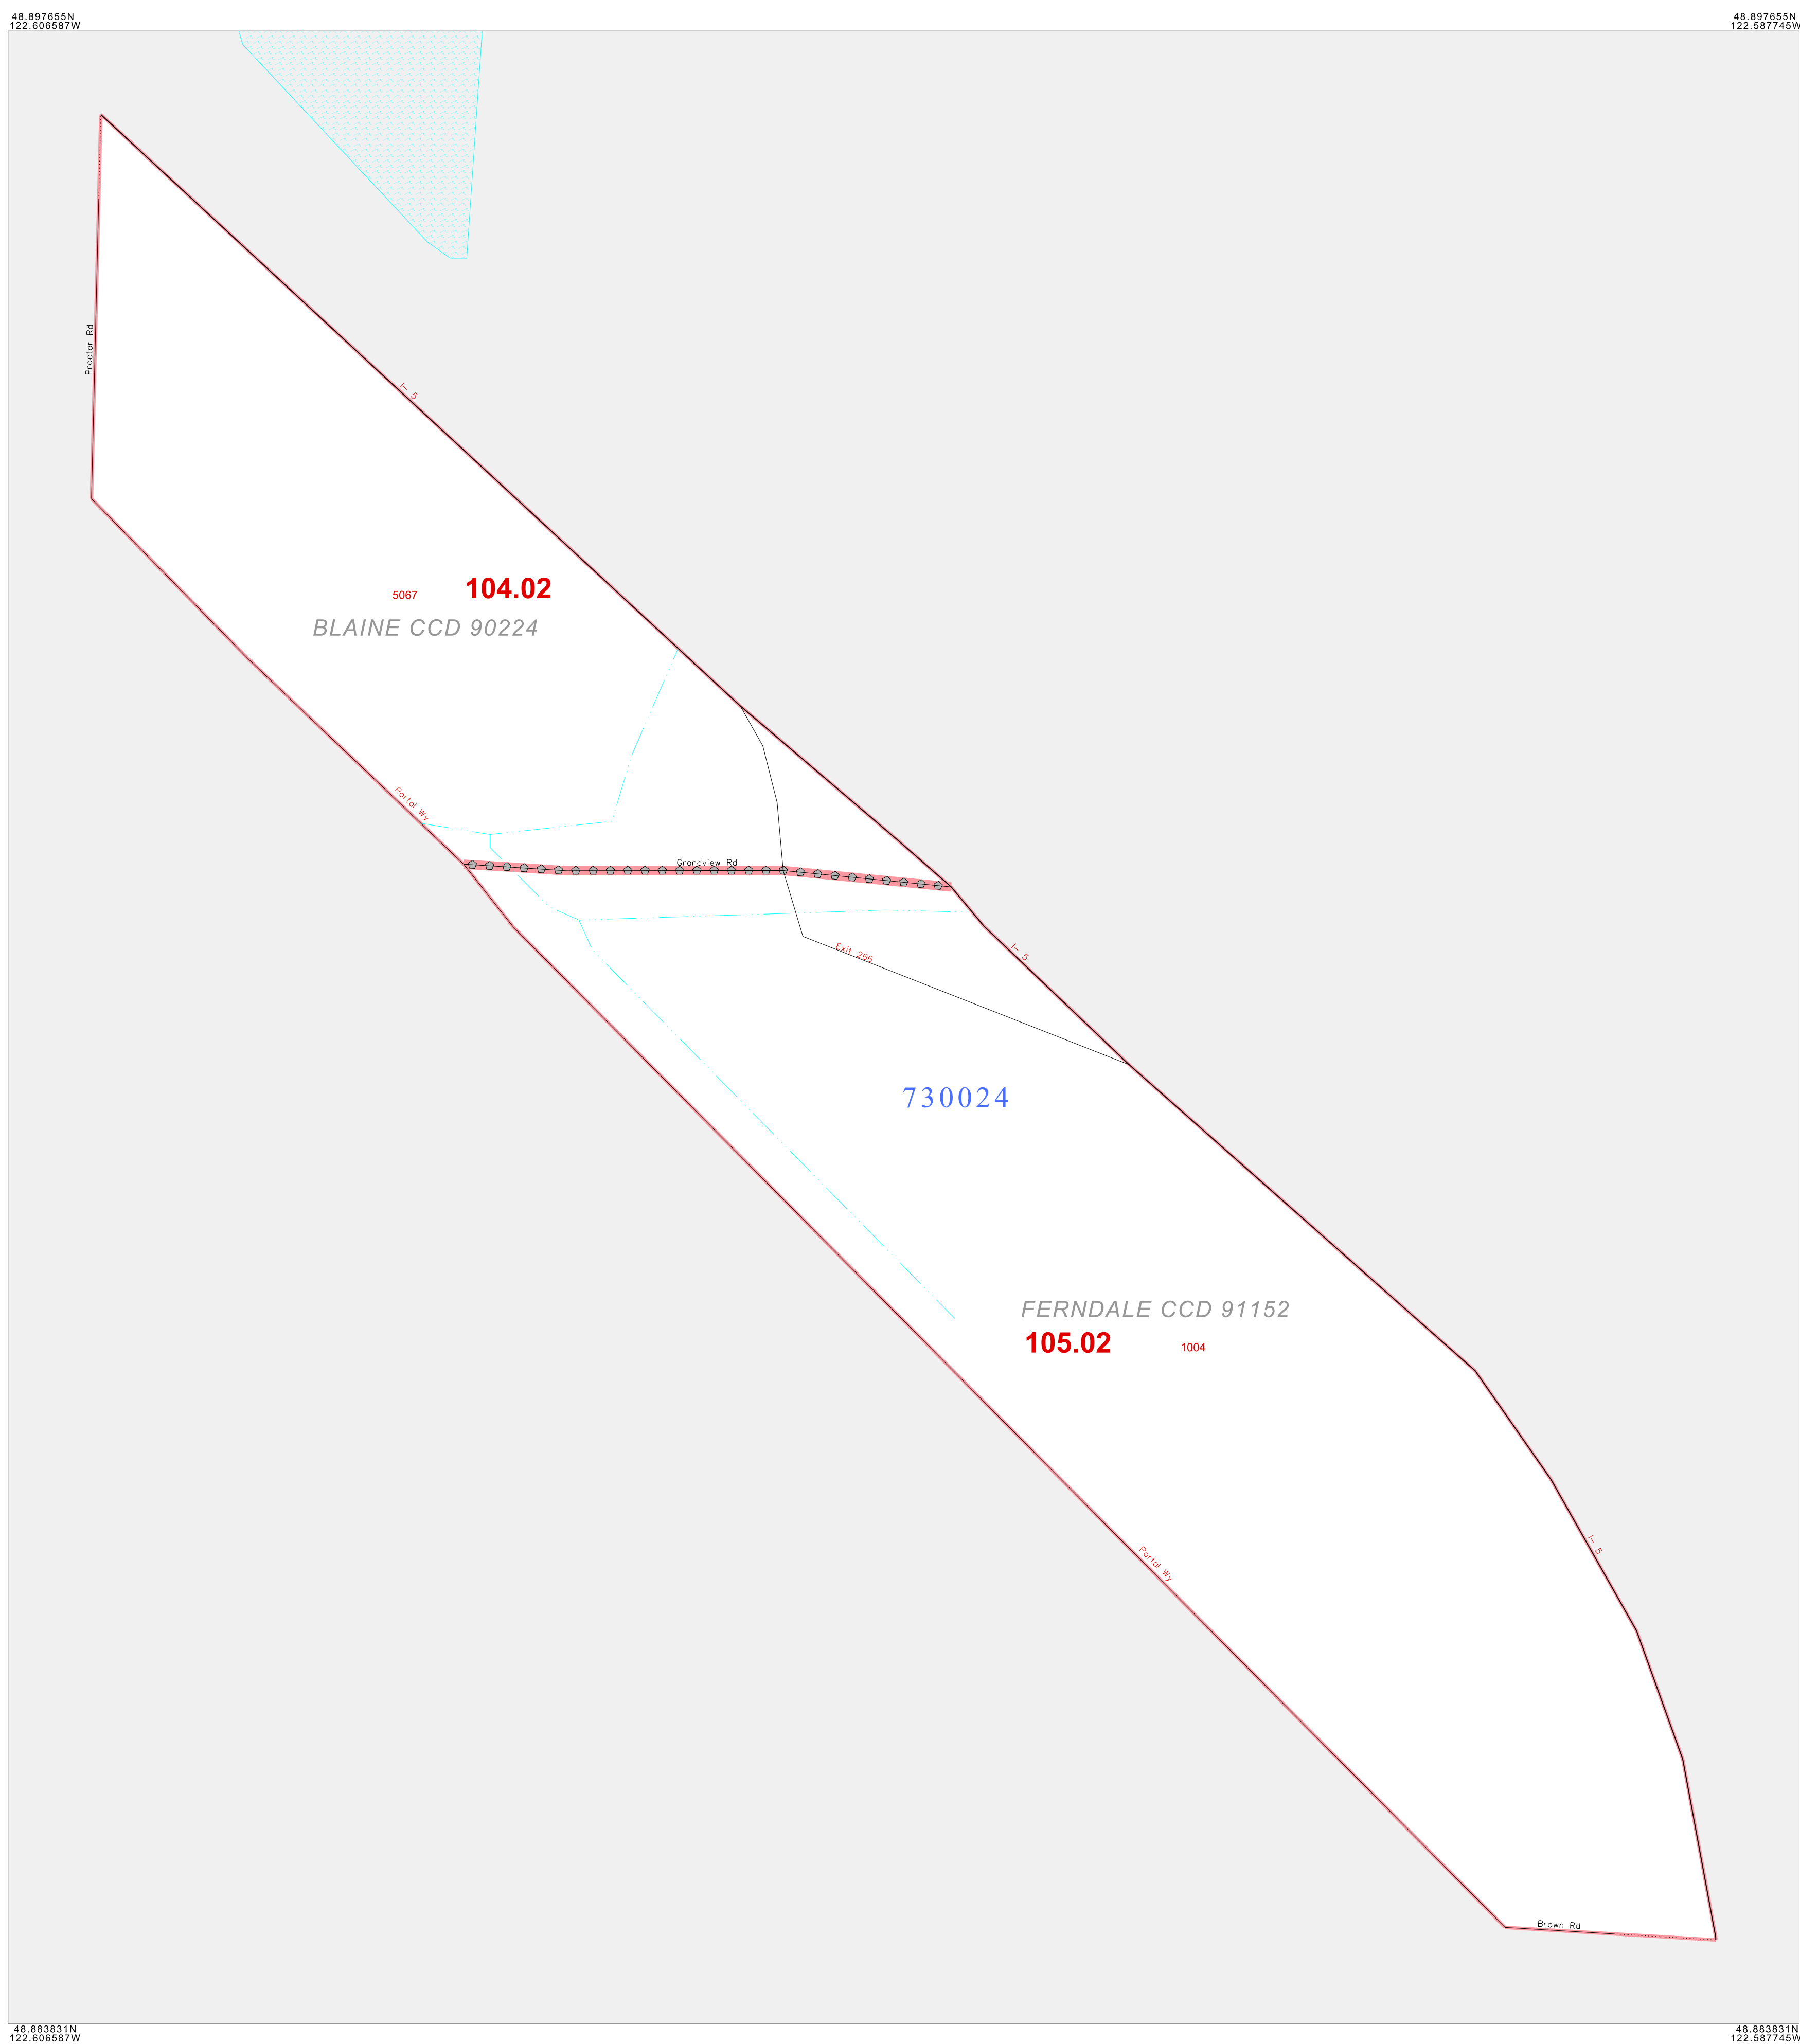 48.897655N
122.606587W
48.897655N
122.587745W
Proctor Rd
I- 5
5067
104.02
BLAINE CCD 90224
Portal Wy
Grandview Rd
Exit 266
I- 5
730024
FERNDALE CCD 91152
105.02
1004
I- 5
Portal Wy
Brown Rd
48.883831N
122.606587W
48.883831N
122.587745W